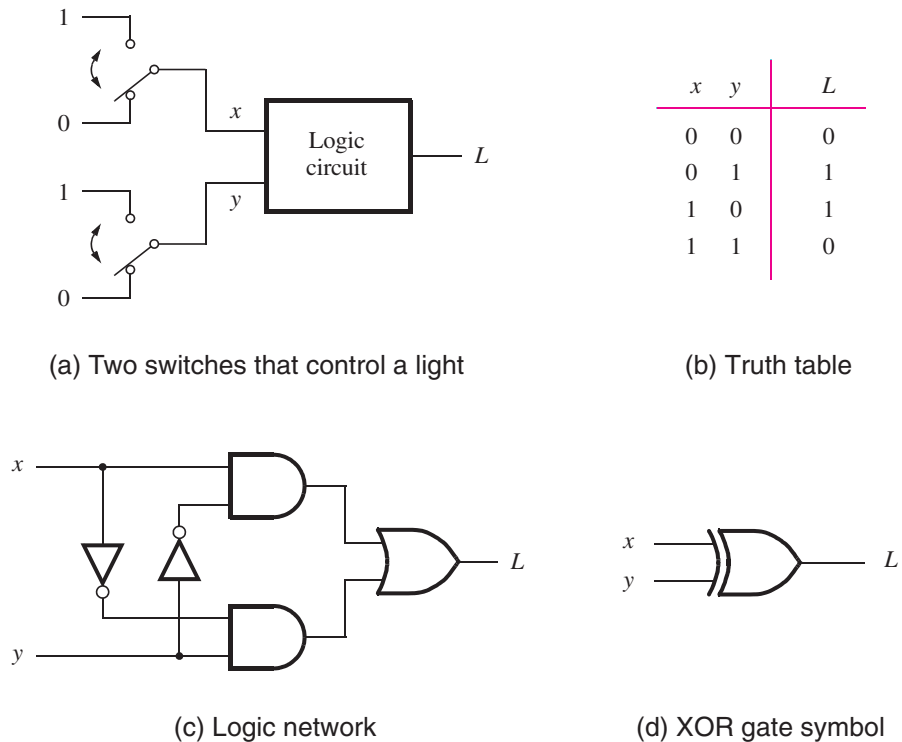 1
0
x
Logic
circuit
L
1
y
0
(a) Two switches that control a light
x y L
0 0 0
0 1 1
1 0 1
1 1 0
(b) Truth table
x
y
L
(c) Logic network
x
y
L
(d) XOR gate symbol